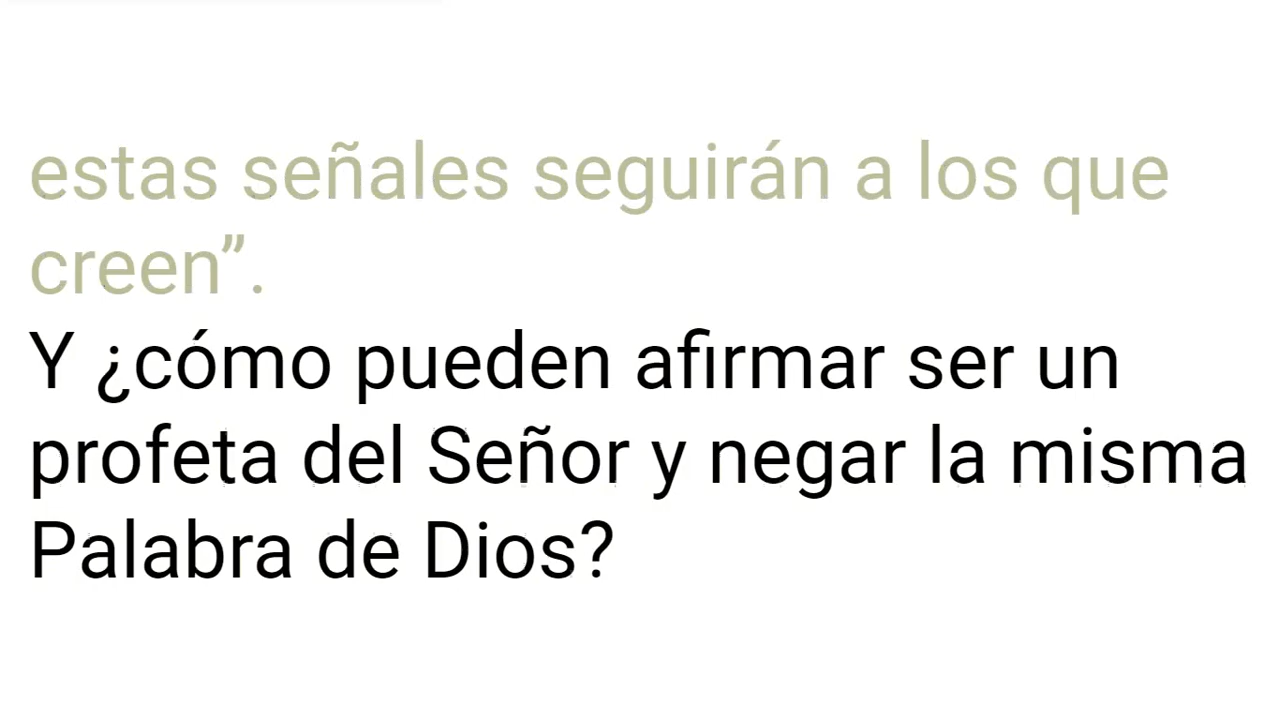 estas señales seguirán a los que
creen”.
Y ¿cómo pueden afirmar ser un
profeta del Señor y negar la misma
Palabra de Dios?